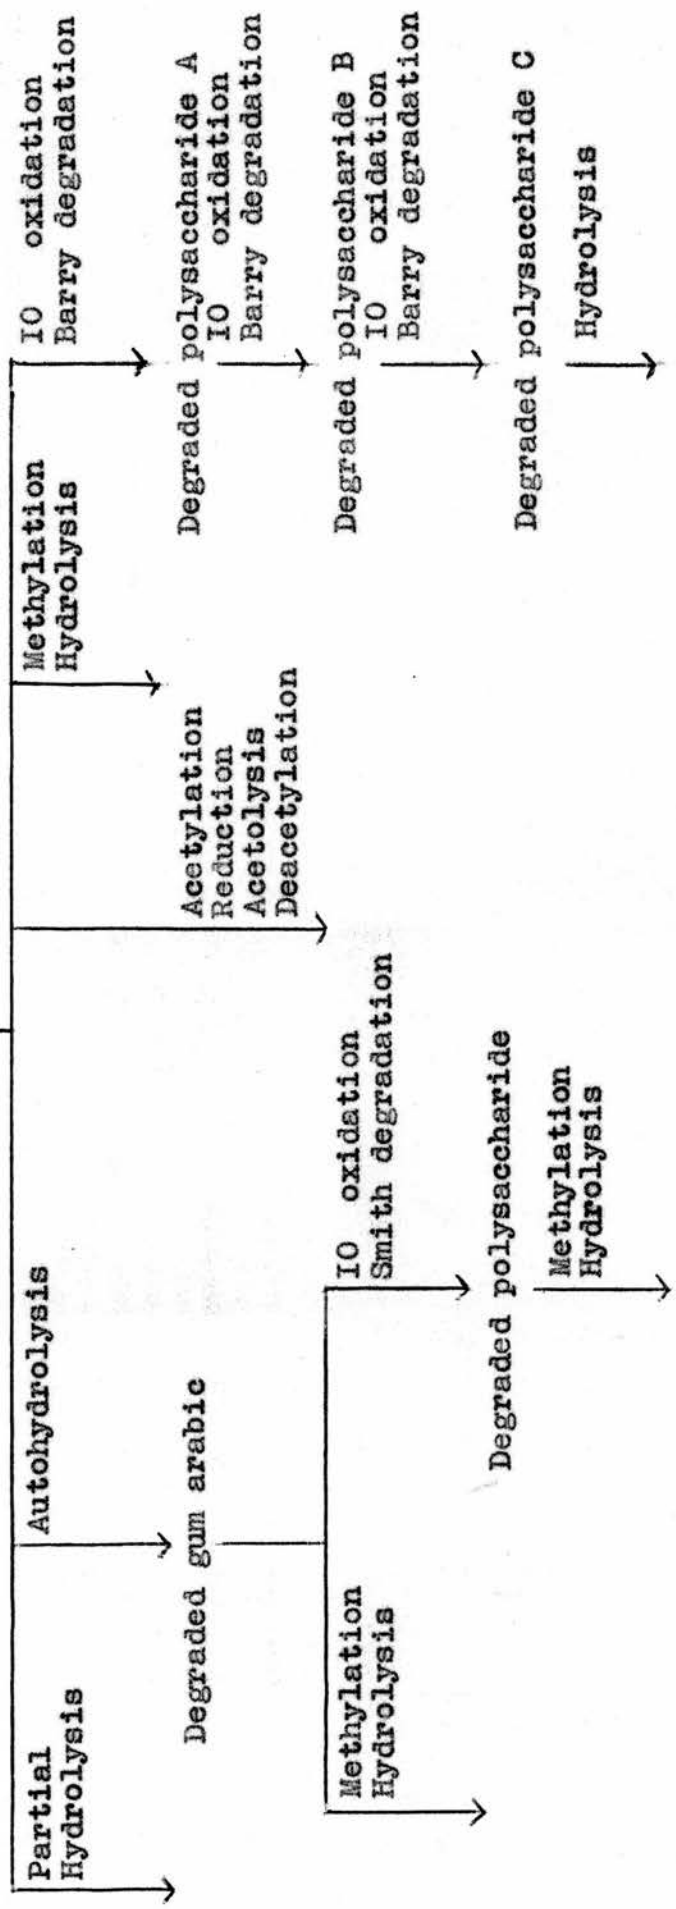 Partial
Hydrolysis
Autohydrolysis
Degraded gum arabic
Methylation
Hydrolysis
IO oxidation
Smith degradation
Degraded polysaccharide
Methylation
Hydrolysis
Acetylation
Reduction
Acetolysis
Deacetylation
Methylation
Hydrolysis
IO oxidation
Barry degradation
Degraded polysaccharide A
IO oxidation
Barry degradation
Degraded polysaccharide B
IO oxidation
Barry degradation
Degraded polysaccharide C
Hydrolysis